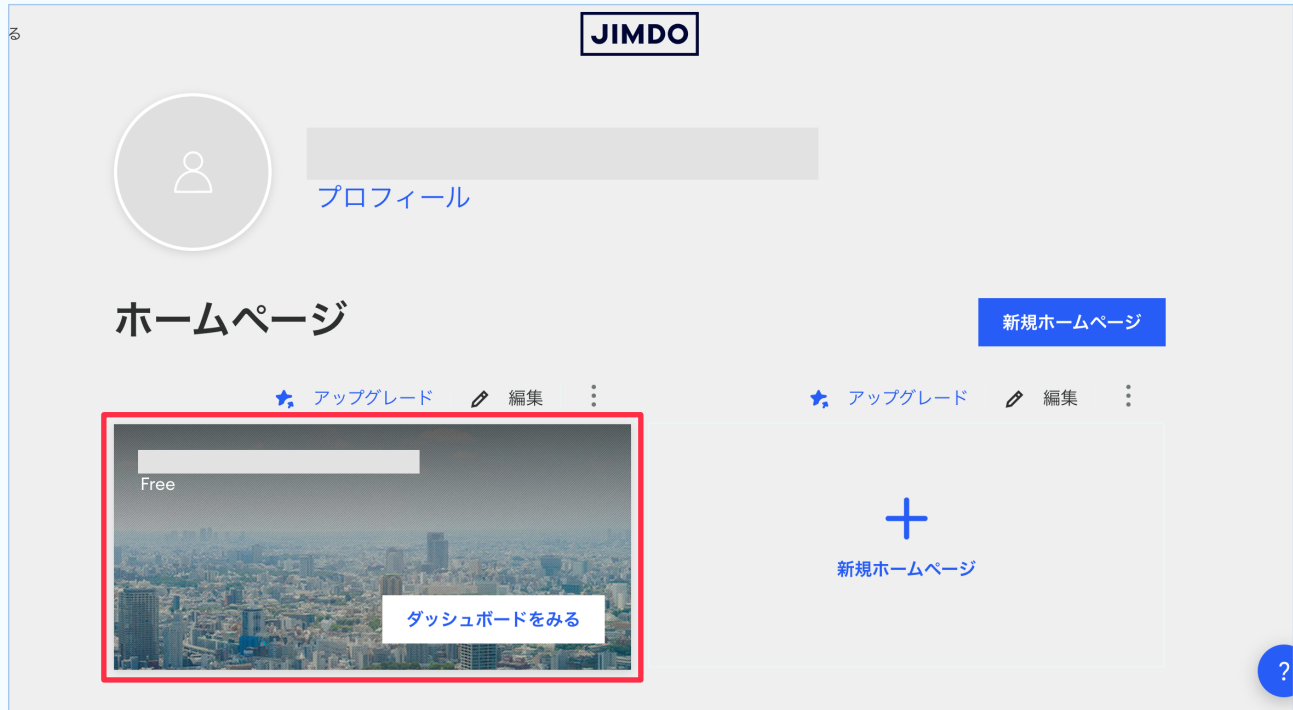 る
JIMDO
プロフィール
ホームページ
新規ホームページ
アップグレード 編集
アップグレード 編集
Free
ダッシュボードをみる
新規ホームページ
?